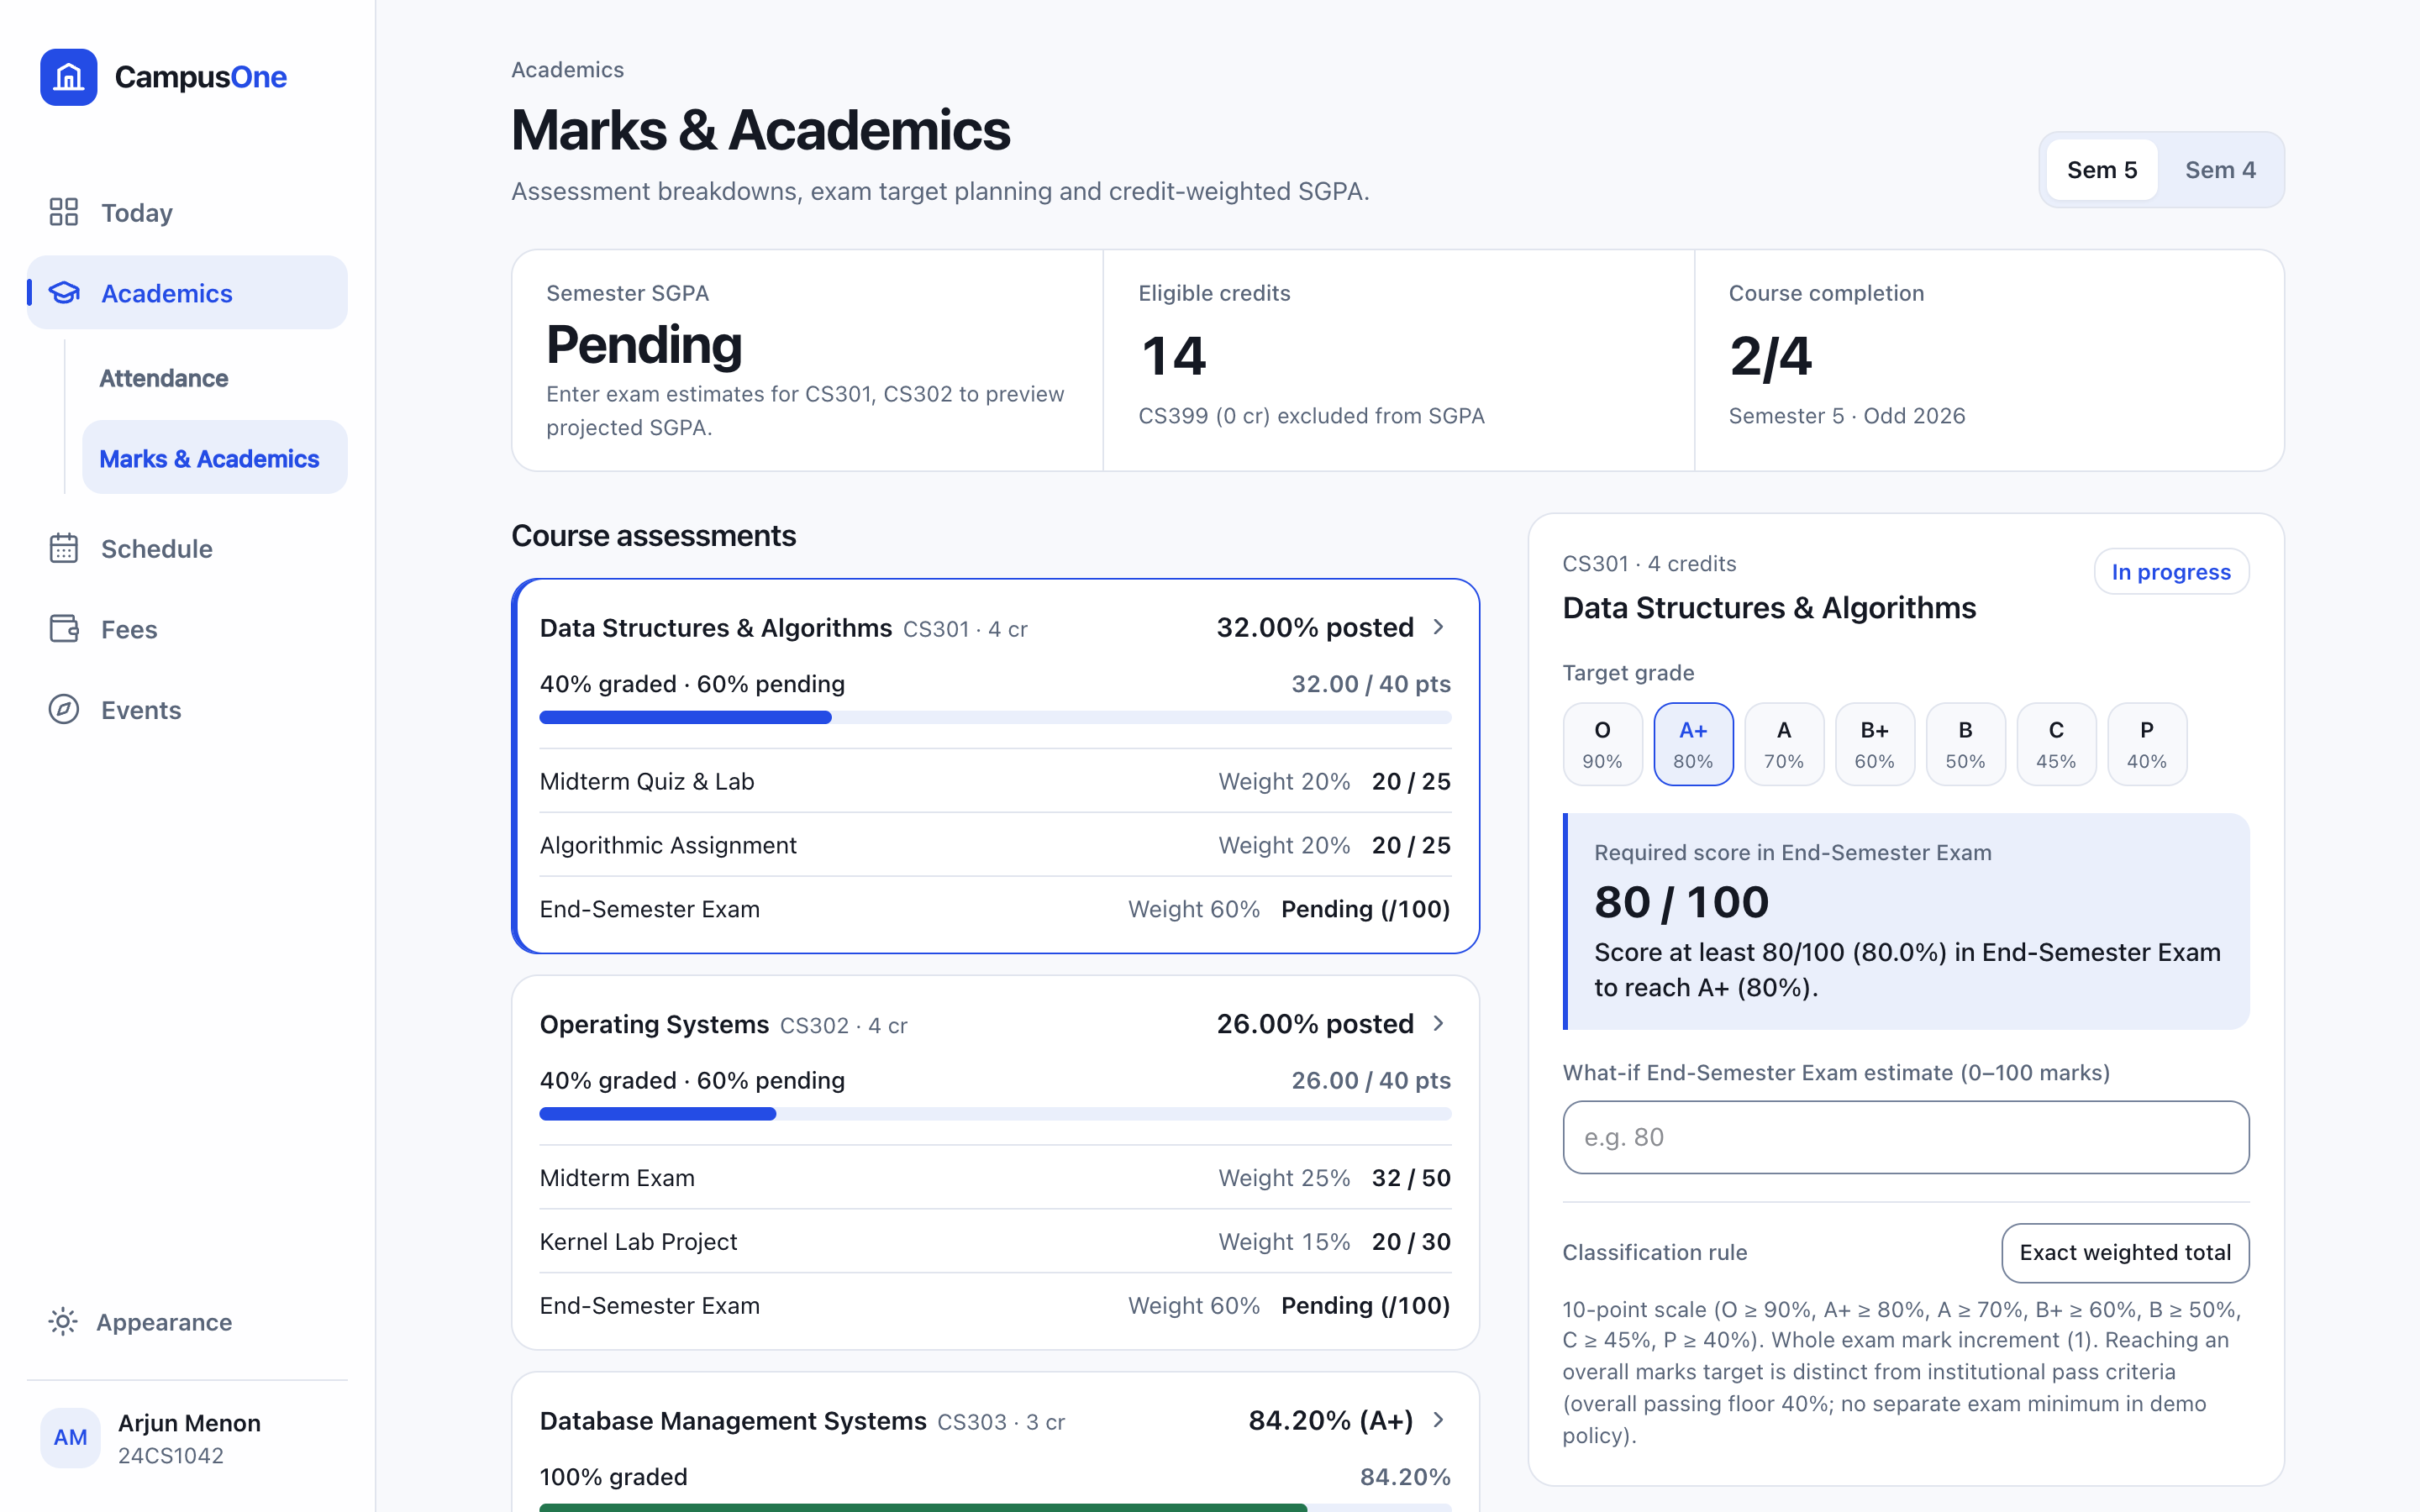 CampusOne
Today
Academics
Attendance
Marks & Academics
Schedule
Fees
Events
Appearance
AM
Arjun Menon
24CS1042
Academics
Marks & Academics
Assessment breakdowns, exam target planning and credit-weighted SGPA.
Sem 5
Sem 4
Semester SGPA
Pending
Enter exam estimates for CS301, CS302 to preview
projected SGPA.
Eligible credits
14
CS399 (0 cr) excluded from SGPA
Course completion
2/4
Semester 5 · Odd 2026
Course assessments
Data Structures & Algorithms CS301 · 4 cr 32.00% posted
40% graded · 60% pending 32.00 / 40 pts
Midterm Quiz & Lab Weight 20% 20 / 25
Algorithmic Assignment Weight 20% 20 / 25
End-Semester Exam Weight 60% Pending (/100)
Operating Systems CS302 · 4 cr 26.00% posted
40% graded · 60% pending 26.00 / 40 pts
Midterm Exam Weight 25% 32 / 50
Kernel Lab Project Weight 15% 20 / 30
End-Semester Exam Weight 60% Pending (/100)
Database Management Systems CS303 · 3 cr 84.20% (A+)
100% graded 84.20%
CS301 · 4 credits
In progress
Data Structures & Algorithms
Target grade
O A+ A B+ B C P
90% 80% 70% 60% 50% 45% 40%
Required score in End-Semester Exam
80 / 100
Score at least 80/100 (80.0%) in End-Semester Exam
to reach A+ (80%).
What-if End-Semester Exam estimate (0–100 marks)
e.g. 80
Classification rule
Exact weighted total
10-point scale (O ≥ 90%, A+ ≥ 80%, A ≥ 70%, B+ ≥ 60%, B ≥ 50%,
C ≥ 45%, P ≥ 40%). Whole exam mark increment (1). Reaching an
overall marks target is distinct from institutional pass criteria
(overall passing floor 40%; no separate exam minimum in demo
policy).